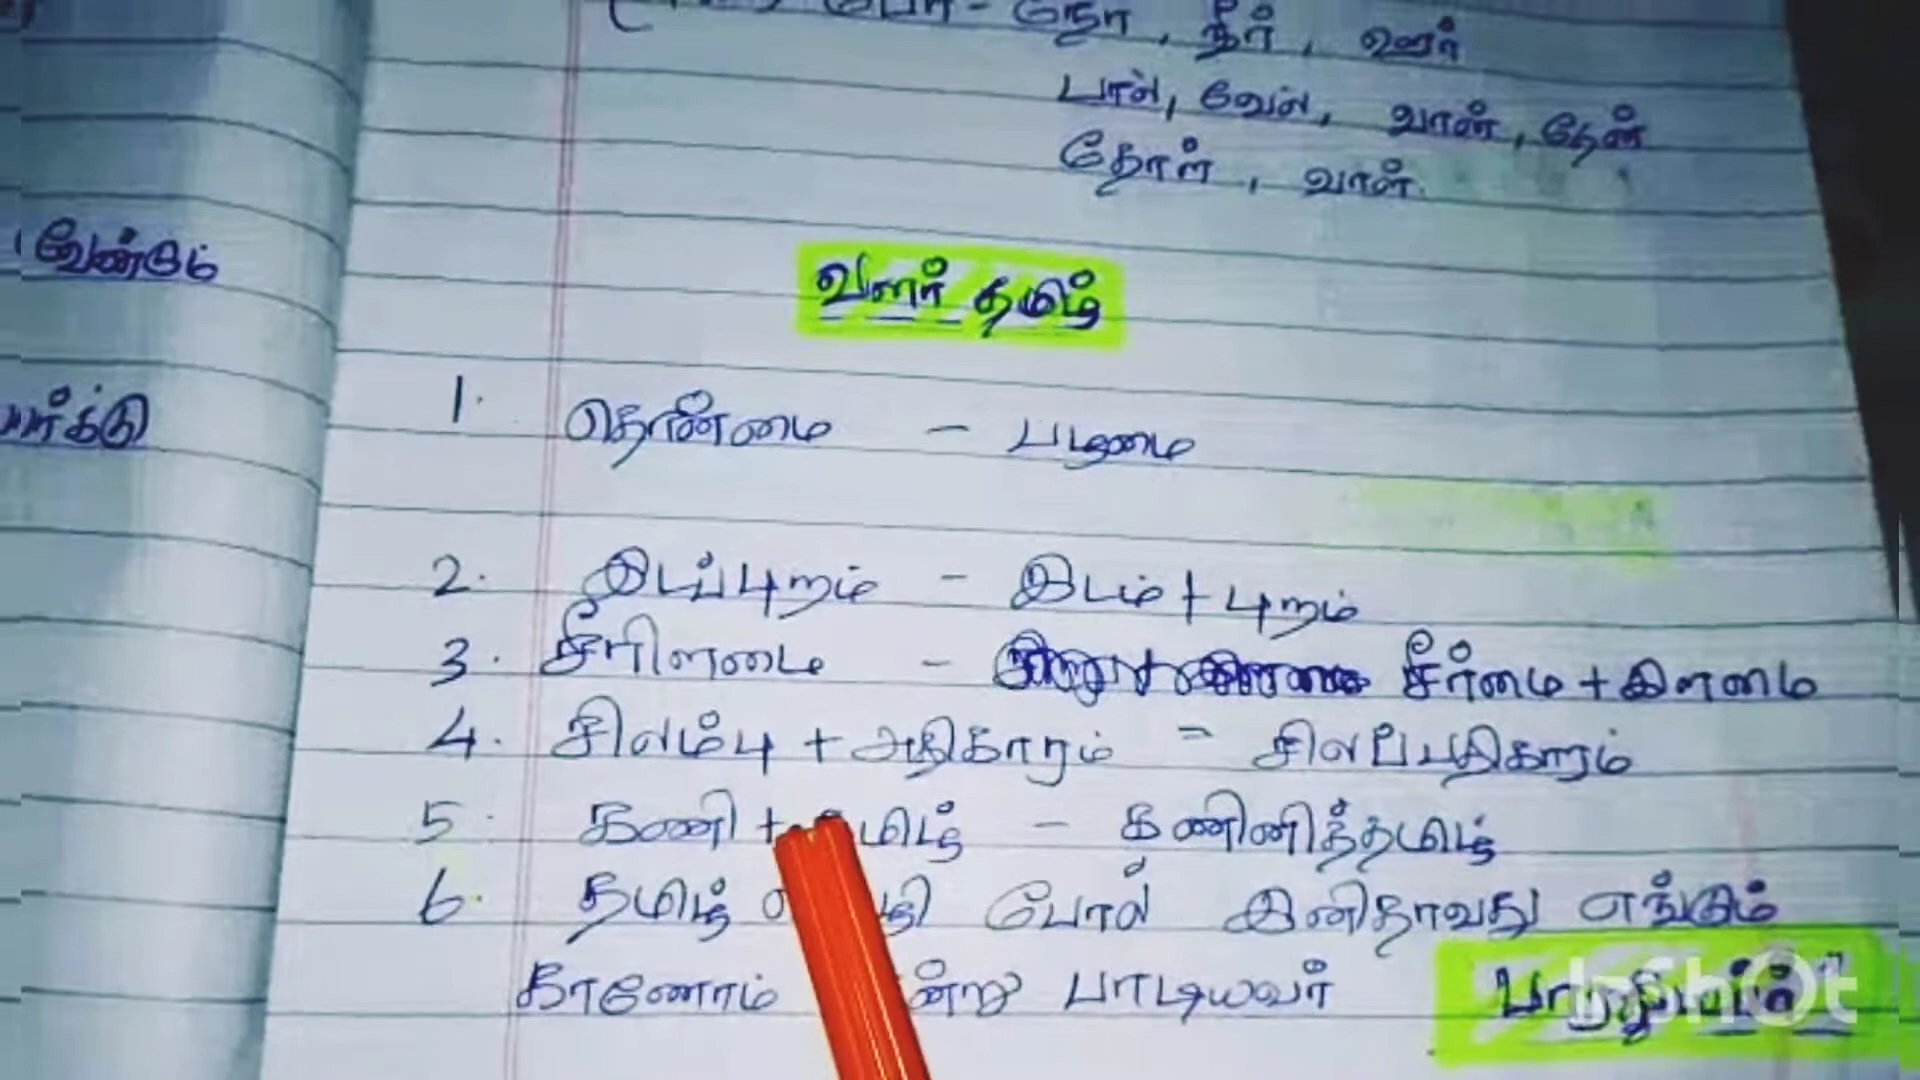 நோ, நீர், ஊர்
பால், வேல், வான், தேன்
தோள், வாள்.
வேண்டும்
வளர் தமிழ்
1. தொண்மை - பழமை
2. இடப்புறம் - இடம் + புறம்
3. சீரிளமை - சீர்மை + இளமை
4. சிலம்பு + அதிகாரம் - சிலப்பதிகாரம்
5. கணி + தமிழ் - கணினித்தமிழ்
6. தமிழ் போல் இனிதாவது எங்கும்
காணோம் பாடியவர் பாரதியார்
InShOt